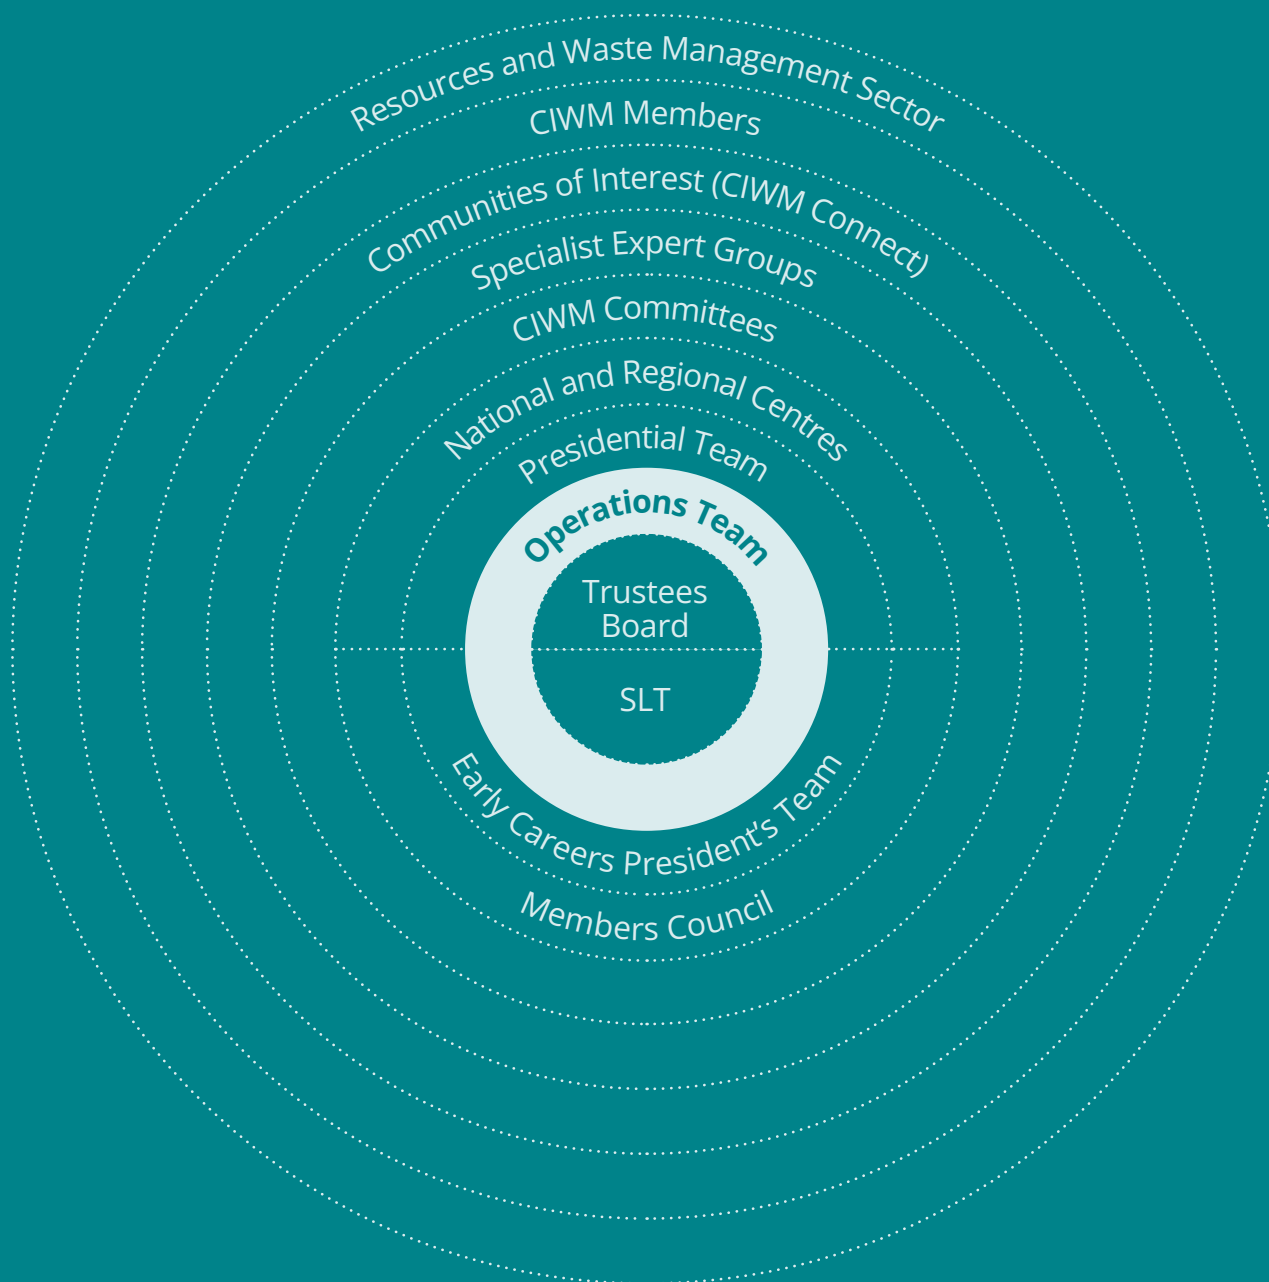 Resources and Waste Management Sector
CIWM Members
Communities of Interest (CIWM Connect)
Specialist Expert Groups
CIWM Committees
National and Regional Centres
Presidential Team
Operations Team
Trustees
Board
SLT
Early Careers President’s Team
Members Council